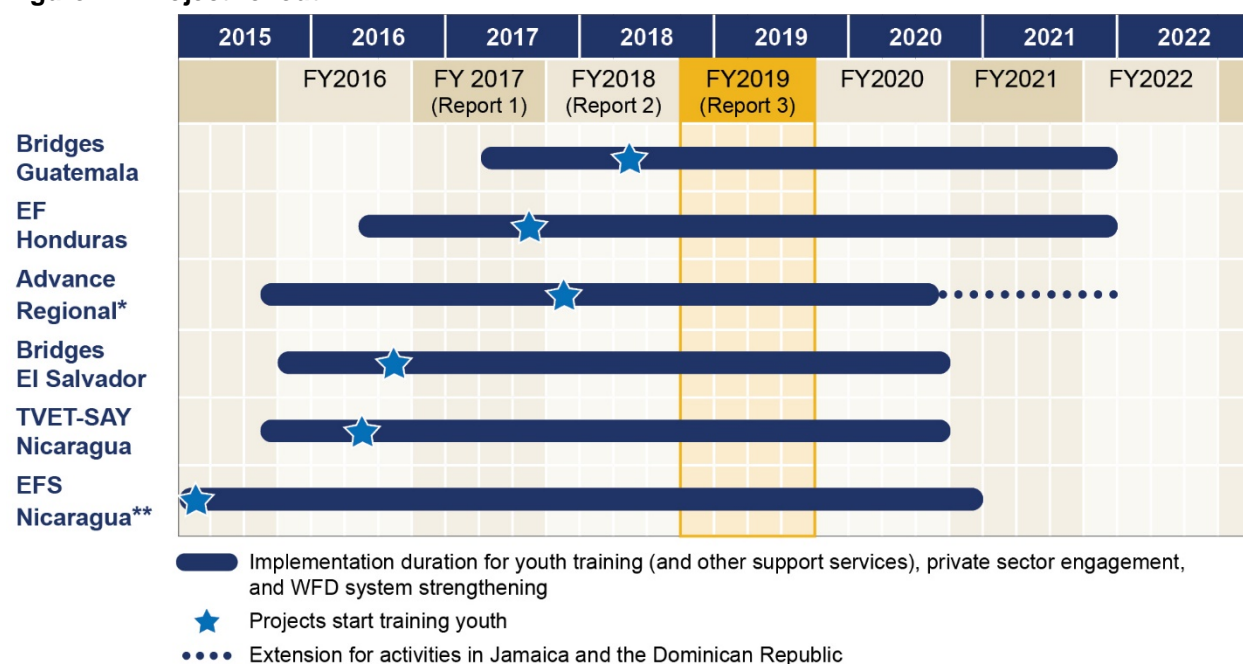 2015 2016 2017 2018 2019 2020 2021 2022
FY2016 FY 2017 FY2018 FY2019 FY2020 FY2021 FY2022
(Report 1) (Report 2) (Report 3)
Bridges
Guatemala
EF
Honduras
Advance
Regional*
Bridges
El Salvador
TVET-SAY
Nicaragua
EFS
Nicaragua**
Implementation duration for youth training (and other support services), private sector engagement,
and WFD system strengthening
Projects start training youth
Extension for activities in Jamaica and the Dominican Republic